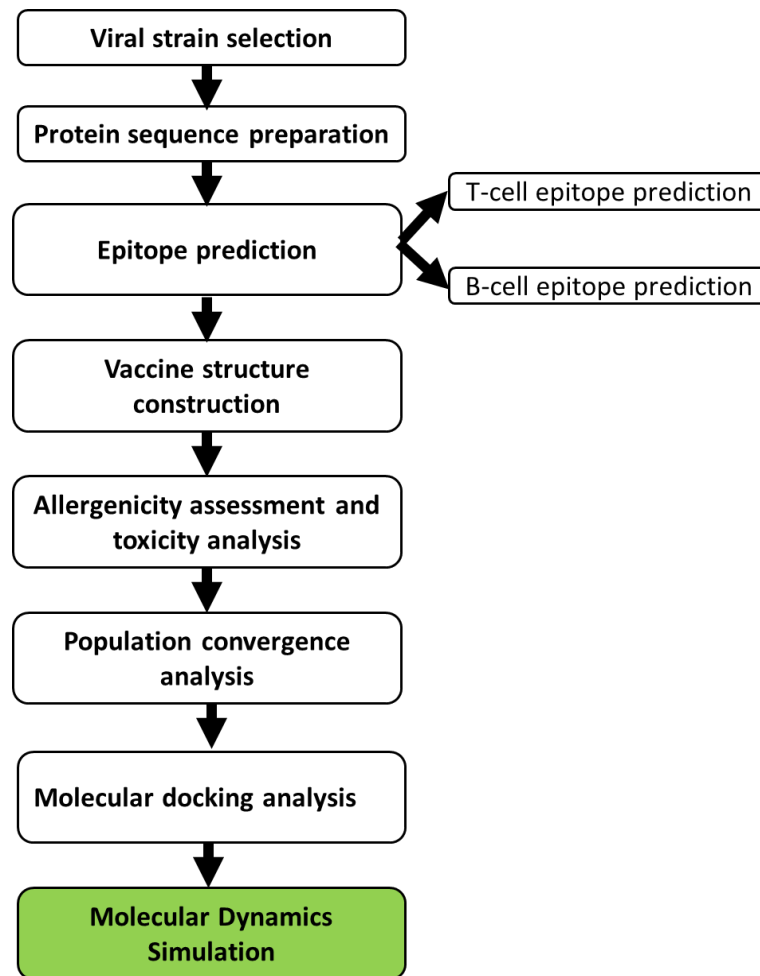 Viral strain selection
Protein sequence preparation
Epitope prediction
T-cell epitope prediction
B-cell epitope prediction
Vaccine structure
construction
Allergenicity assessment and
toxicity analysis
Population convergence
analysis
Molecular docking analysis
Molecular Dynamics
Simulation